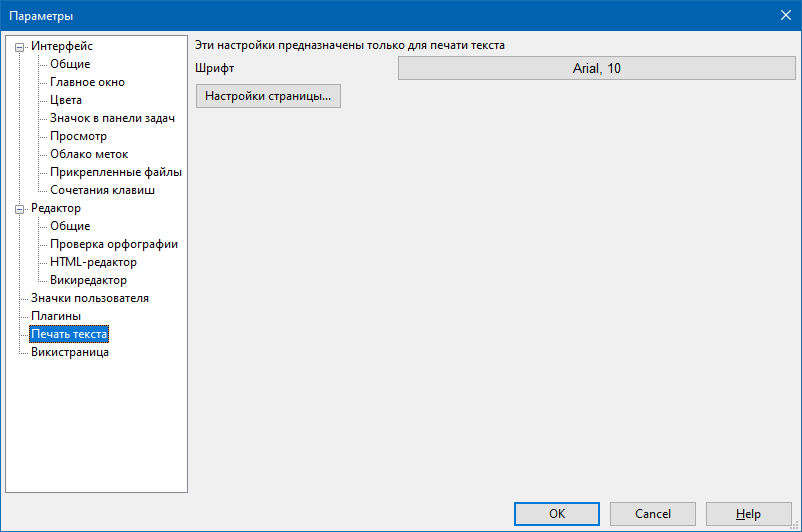 Параметры
Интерфейс
Общие
Главное окно
Цвета
Значок в панели задач
Просмотр
Облако меток
Прикрепленные файлы
Сочетания клавиш
Редактор
Общие
Проверка орфографии
HTML-редактор
Викиредактор
Значки пользователя
Плагины
Печать текста
Викистраница
Эти настройки предназначены только для печати текста
Шрифт
Arial, 10
Настройки страницы...
OK
Cancel
Help